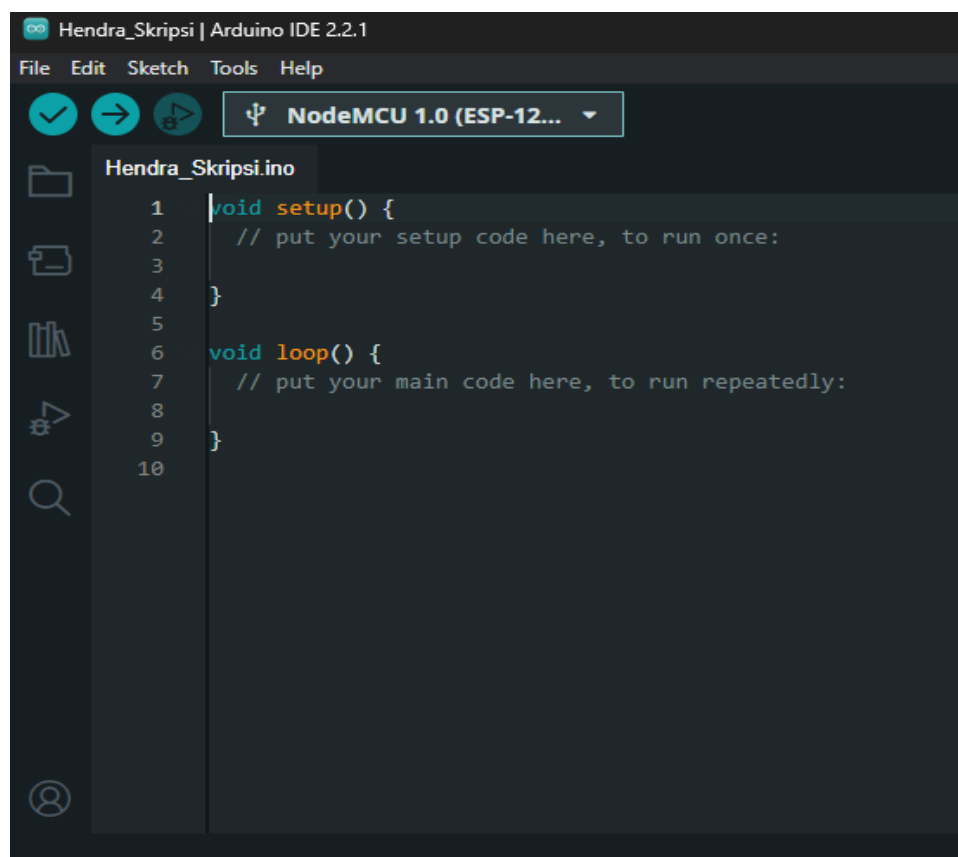 Hendra_Skripsi | Arduino IDE 2.2.1
File Edit Sketch Tools Help
NodeMCU 1.0 (ESP-12...
Hendra_Skripsi.ino
1 void setup() {
2 // put your setup code here, to run once:
3
4 }
5
6 void loop() {
7 // put your main code here, to run repeatedly:
8
9 }
10